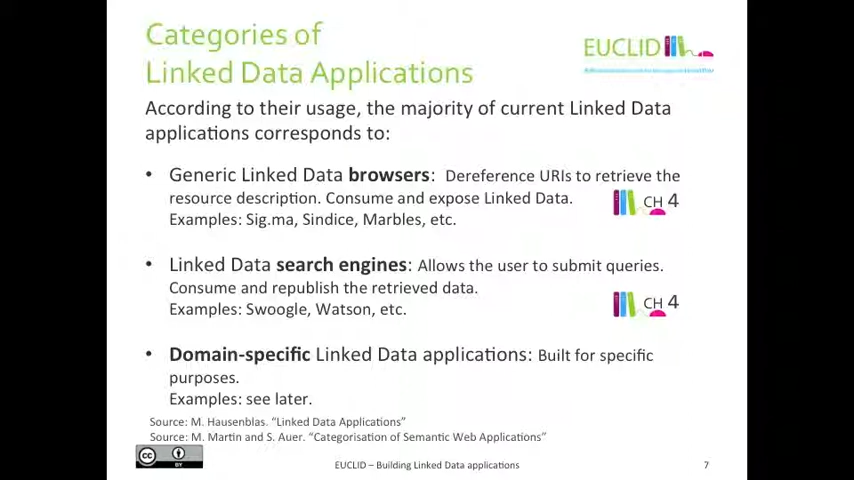 Categories of
Linked Data Applications
EUCLID
According to their usage, the majority of current Linked Data
applications corresponds to:
• Generic Linked Data browsers: Dereference URIs to retrieve the
resource description. Consume and expose Linked Data.
CH 4
Examples: Sig.ma, Sindice, Marbles, etc.
• Linked Data search engines: Allows the user to submit queries.
Consume and republish the retrieved data.
CH 4
Examples: Swoogle, Watson, etc.
• Domain-specific Linked Data applications: Built for specific
purposes.
Examples: see later.
Source: M. Hausenblas. “Linked Data Applications”
Source: M. Martin and S. Auer. “Categorisation of Semantic Web Applications”
cc
BY
EUCLID – Building Linked Data applications
7